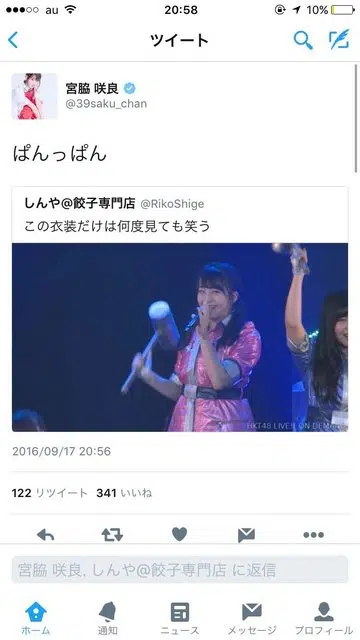 au 20:58 10%
ツイート
宮脇 咲良
@39saku_chan
ぱんっぱん
しんや@餃子専門店 @RikoShige
この衣装だけは何度見ても笑う
HKT48 LIVE!! ON DEMAND
2016/09/17 20:56
122 リツイート 341 いいね
宮脇 咲良, しんや@餃子専門店 に返信
ホーム 通知 ニュース メッセージ プロフィール